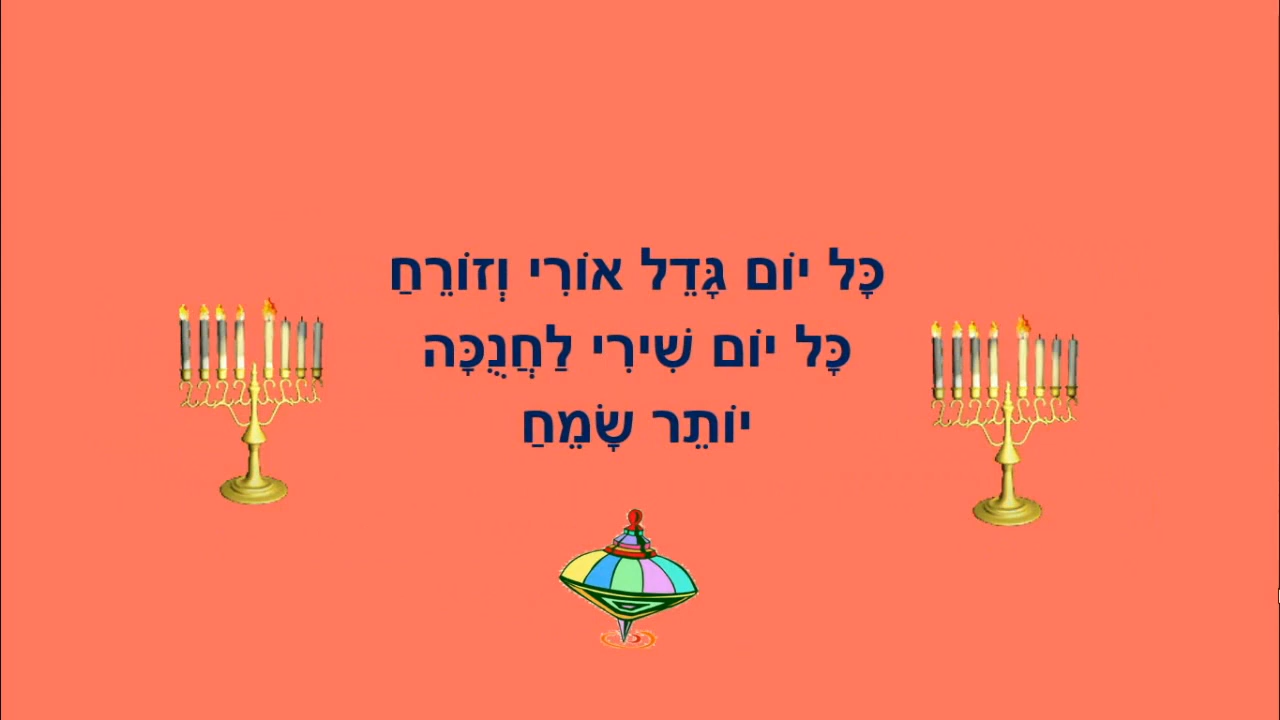 כָּל יוֹם גָּדֵל אוֹרִי וְזוֹרֵחַ
כָּל יוֹם שִׁירִי לַחֲנֻכָּה
יוֹתֵר שָׂמֵחַ